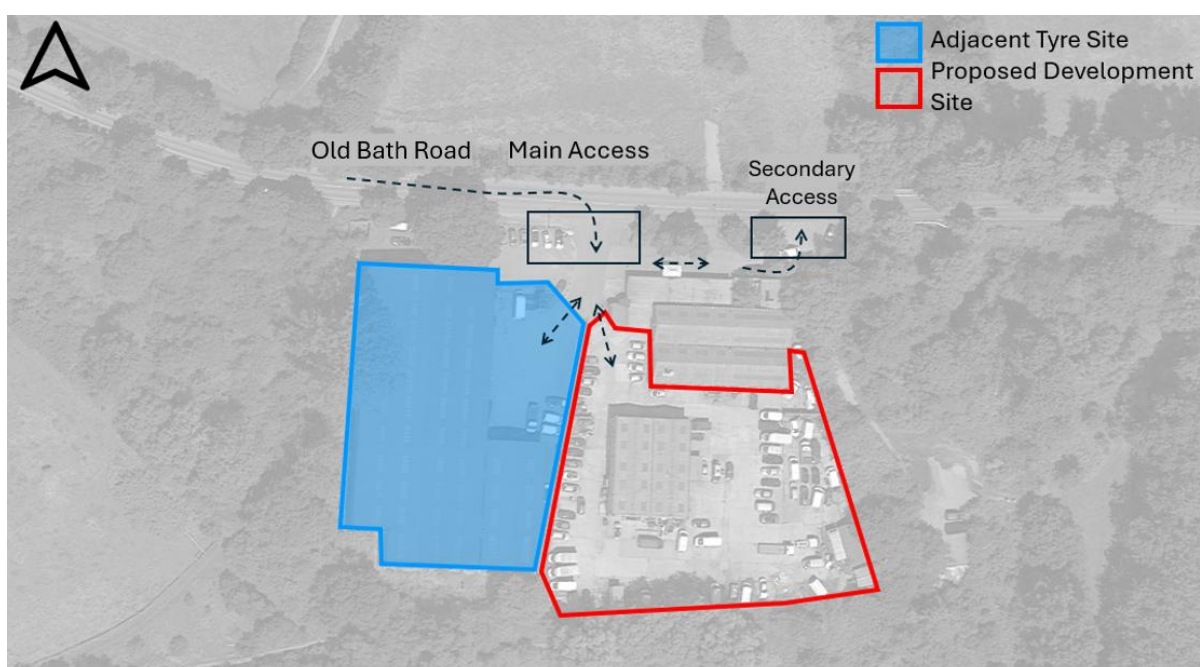 Adjacent Tyre Site
Proposed Development
Site
Old Bath Road
Main Access
Secondary
Access